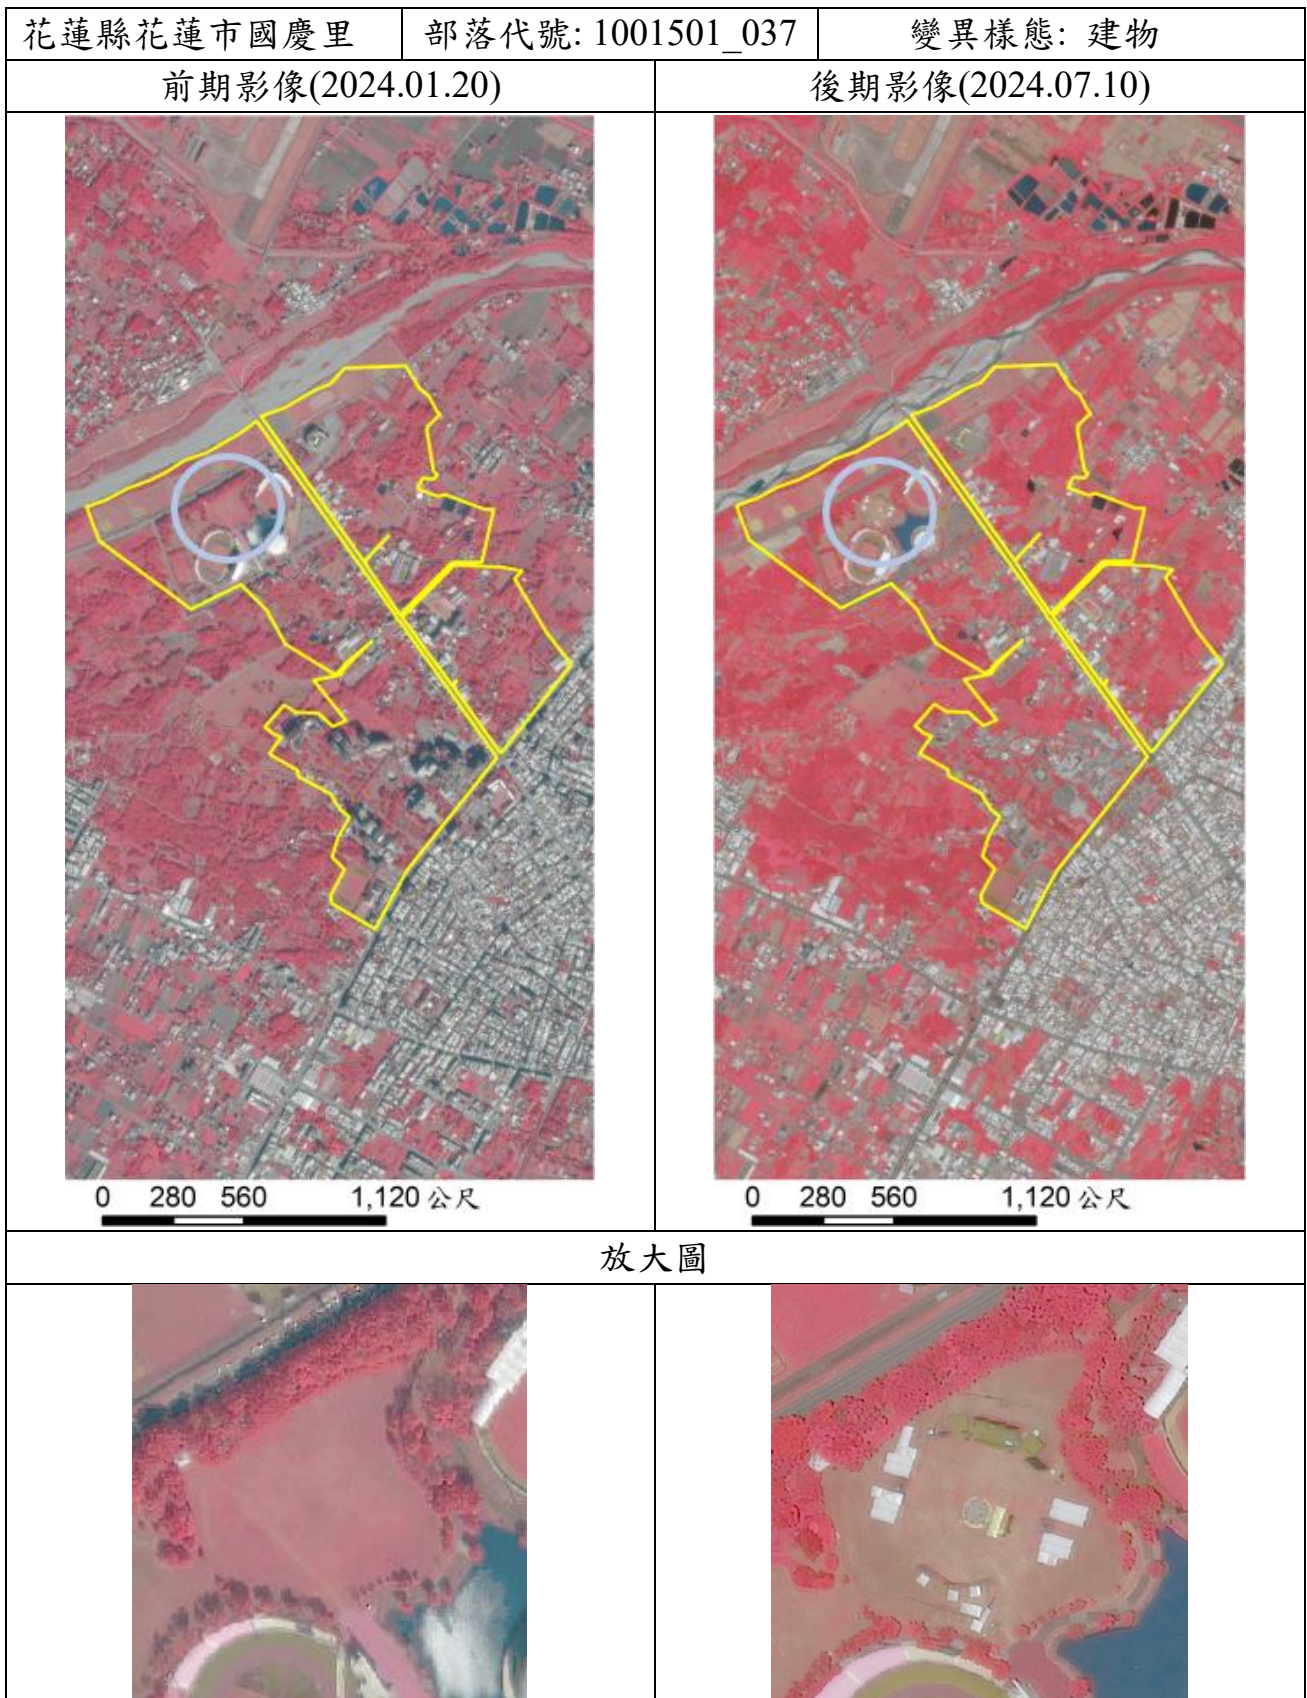 花蓮縣花蓮市國慶里 部落代號: 1001501_037 變異樣態: 建物
前期影像(2024.01.20) 後期影像(2024.07.10)
0 280 560 1,120 公尺 0 280 560 1,120 公尺
放大圖